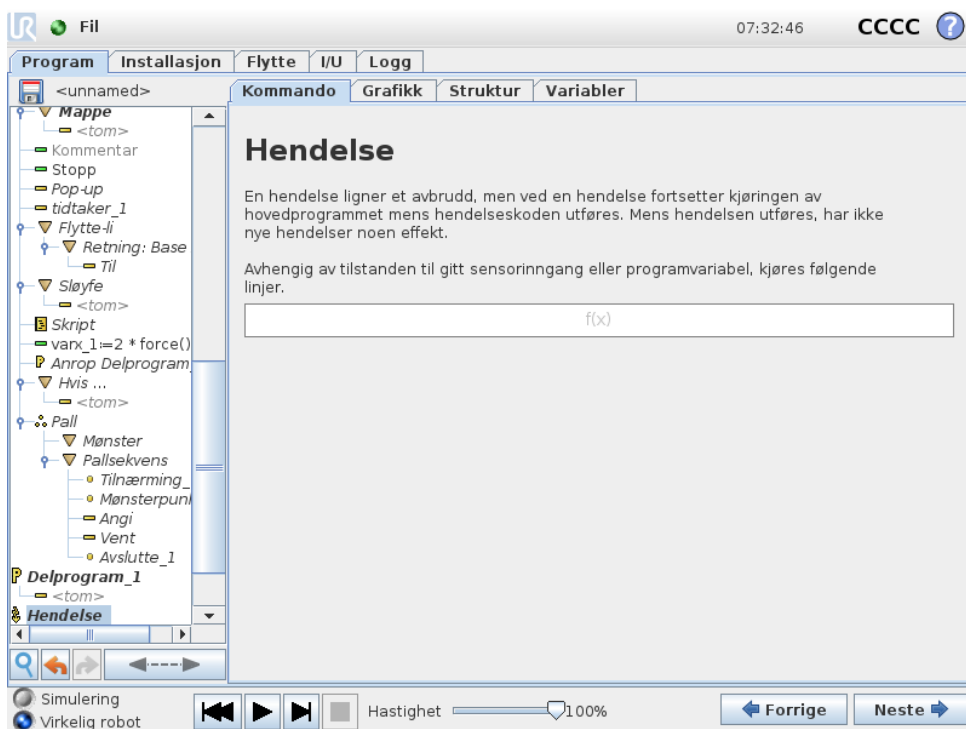 UR Fil 07:32:46 CCCC ?
Program Installasjon Flytte I/U Logg
<unnamed>
Kommando Grafikk Struktur Variabler
Mappe
<tom>
Kommentar
Stopp
Pop-up
tidtaker_1
Flytte-li
Retning: Base
Til
Sløyfe
<tom>
Skript
varx_1:=2 * force()
Anrop Delprogram
Hvis ...
<tom>
Pall
Mønster
Pallsekvens
Tilnærming_
Mønsterpun
Angi
Vent
Avslutte_1
Delprogram_1
<tom>
Hendelse
Hendelse
En hendelse ligner et avbrudd, men ved en hendelse fortsetter kjøringen av
hovedprogrammet mens hendelseskoden utføres. Mens hendelsen utføres, har ikke
nye hendelser noen effekt.
Avhengig av tilstanden til gitt sensorinngang eller programvariabel, kjøres følgende
linjer.
f(x)
Simulering
Virkelig robot
Hastighet 100%
Forrige Neste